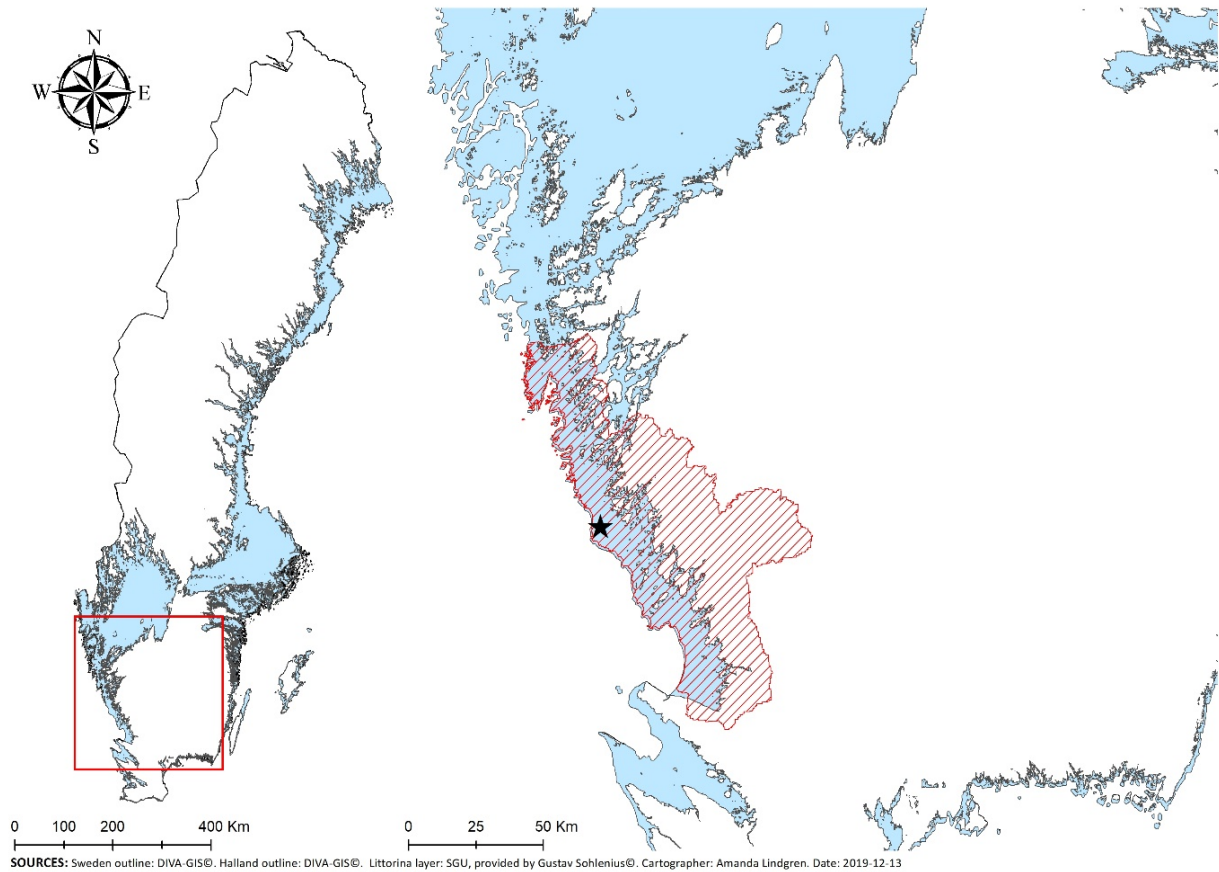 N
W E
S
0 100 200 400 Km
0 25 50 Km
SOURCES: Sweden outline: DIVA-GIS©. Halland outline: DIVA-GIS©. Littorina layer: SGU, provided by Gustav Sohlenius©. Cartographer: Amanda Lindgren. Date: 2019-12-13